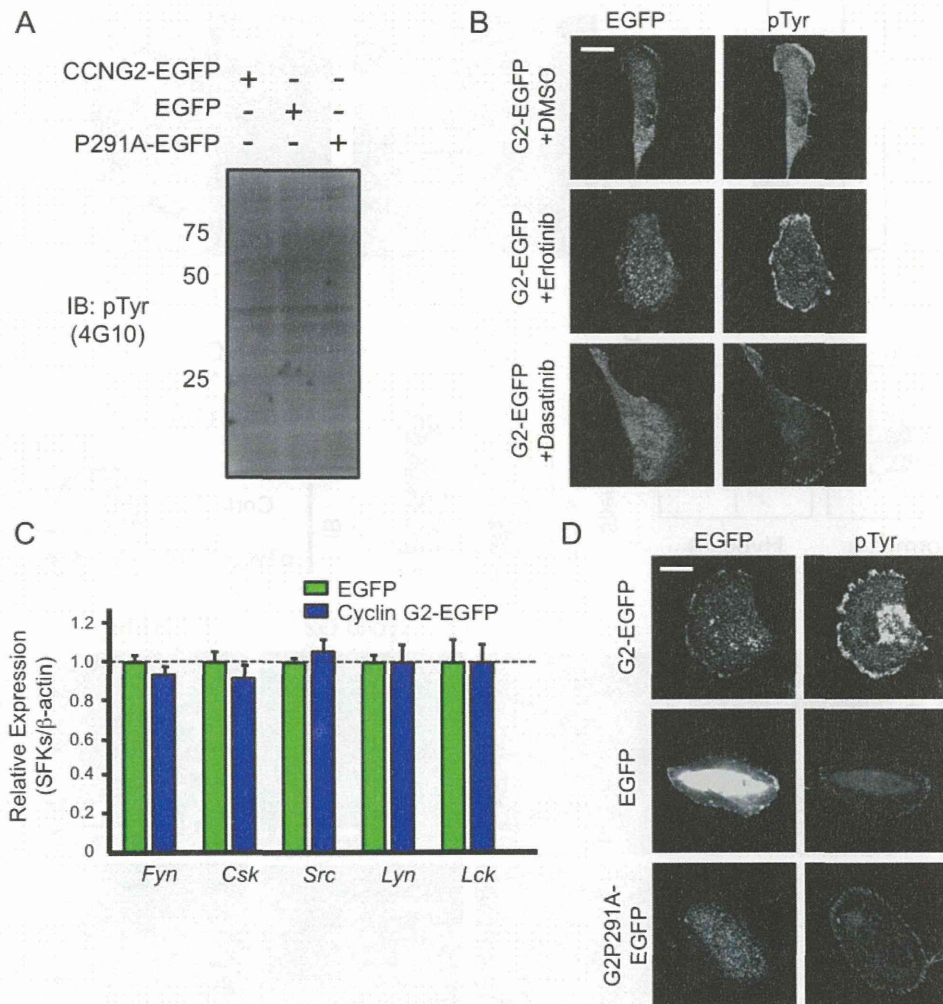 A
CCNG2-EGFP + - -
EGFP - + -
P291A-EGFP - - +
75
50
25
IB: pTyr
(4G10)
B
EGFP pTyr
G2-EGFP
+DMSO
G2-EGFP
+Erlotinib
G2-EGFP
+Dasatinib
C
EGFP
Cyclin G2-EGFP
Relative Expression
(SFKs/β-actin)
1.2
1.0
0.8
0.6
0.4
0.2
0
Fyn Csk Src Lyn Lck
D
EGFP pTyr
G2-EGFP
EGFP
G2P291A-
EGFP